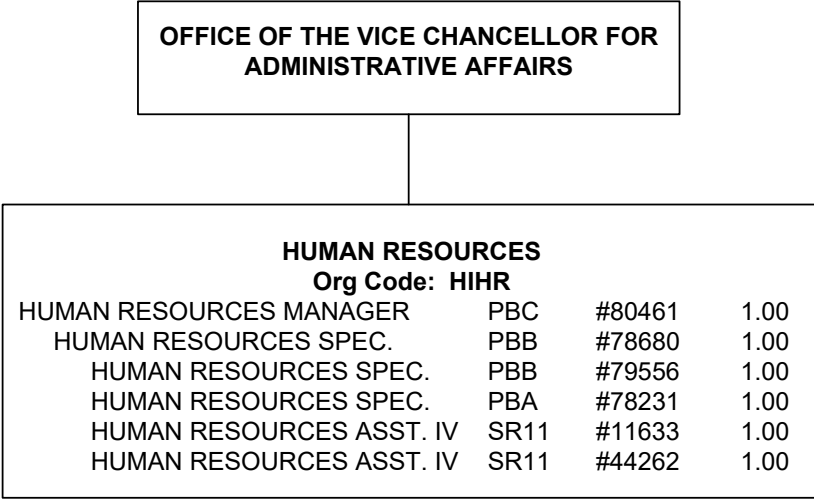 OFFICE OF THE VICE CHANCELLOR FOR
ADMINISTRATIVE AFFAIRS
HUMAN RESOURCES
Org Code: HIHR
HUMAN RESOURCES MANAGER PBC #80461 1.00
HUMAN RESOURCES SPEC. PBB #78680 1.00
HUMAN RESOURCES SPEC. PBB #79556 1.00
HUMAN RESOURCES SPEC. PBA #78231 1.00
HUMAN RESOURCES ASST. IV SR11 #11633 1.00
HUMAN RESOURCES ASST. IV SR11 #44262 1.00